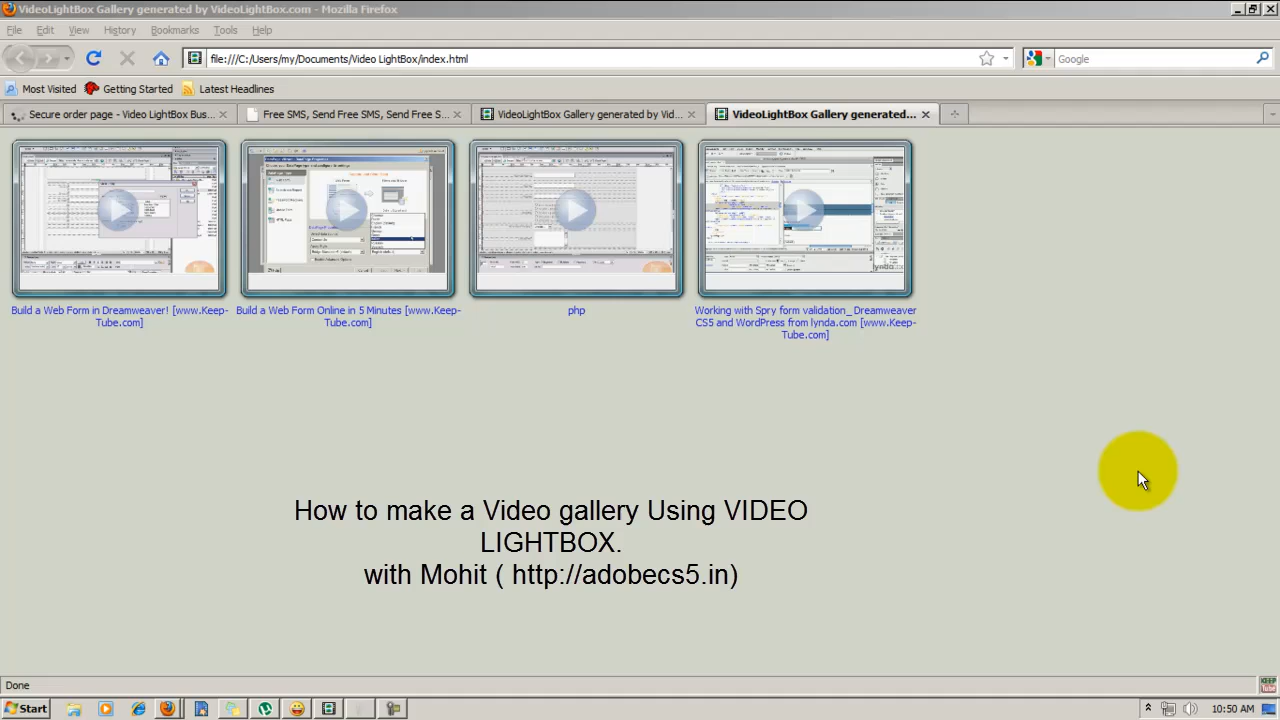 VideoLightBox Gallery generated by VideoLightBox.com - Mozilla Firefox
File Edit View History Bookmarks Tools Help
file:///C:/Users/my/Documents/Video LightBox/index.html
Google
Most Visited Getting Started Latest Headlines
Secure order page - Video LightBox Bus...
Free SMS, Send Free SMS, Send Free S...
VideoLightBox Gallery generated by Vid...
VideoLightBox Gallery generated...
Build a Web Form in Dreamweaver! [www.Keep-
Tube.com]
Build a Web Form Online in 5 Minutes [www.Keep-
Tube.com]
php
Working with Spry form validation_ Dreamweaver
CS5 and WordPress from lynda.com [www.Keep-
Tube.com]
How to make a Video gallery Using VIDEO
LIGHTBOX.
with Mohit ( http://adobecs5.in)
Done
KEEP
Tube
Start
10:50 AM